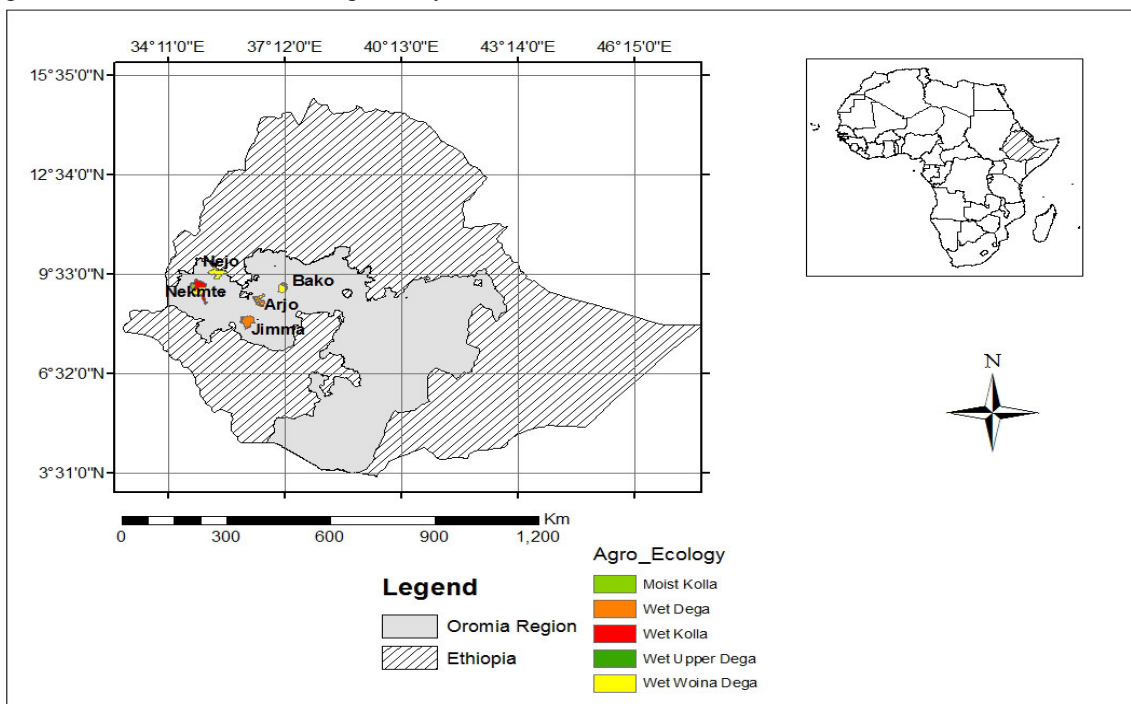 34°11'0"E 37°12'0"E 40°13'0"E 43°14'0"E 46°15'0"E
15°35'0"N
12°34'0"N
9°33'0"N
6°32'0"N
3°31'0"N
Nejo
Bako
Nekmte
Arjo
Jimma
N
Km
0 300 600 900 1,200
Agro_Ecology
Legend
Oromia Region
Ethiopia
Moist Kolla
Wet Dega
Wet Kolla
Wet Upper Dega
Wet Woina Dega